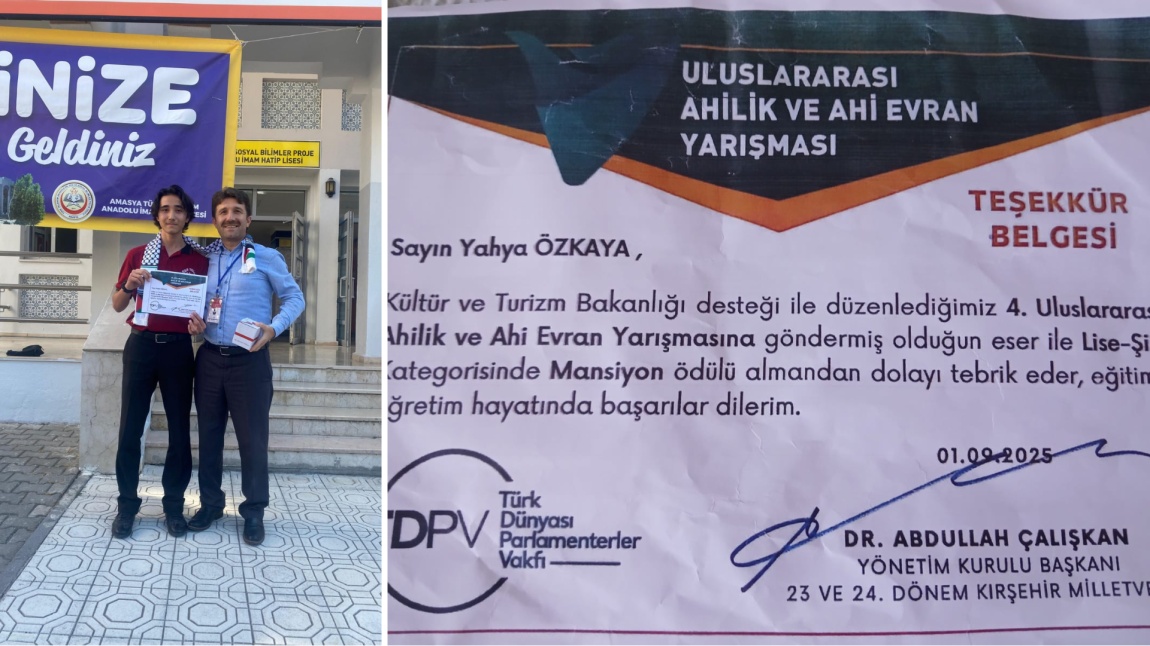 İNİZE
Geldiniz
SOSYAL BİLİMLER PROJE
U İMAM HATİP LİSESİ
AMASYA
ANADOLU
ULUSLARARASI
AHİLİK VE AHİ EVRAN
YARIŞMASI
TEŞEKKÜR
BELGESİ
Sayın Yahya ÖZKAYA ,
Kültür ve Turizm Bakanlığı desteği ile düzenlediğimiz 4. Uluslararas
Ahilik ve Ahi Evran Yarışmasına göndermiş olduğun eser ile Lise-Şi
Kategorisinde Mansiyon ödülü almandan dolayı tebrik eder, eğitim
ğretim hayatında başarılar dilerim.
01.09.2025
TDPV
Türk
Dünyası
Parlamenterler
Vakfı
DR. ABDULLAH ÇALIŞKAN
YÖNETİM KURULU BAŞKANI
23 VE 24. DÖNEM KIRŞEHİR MİLLETVE